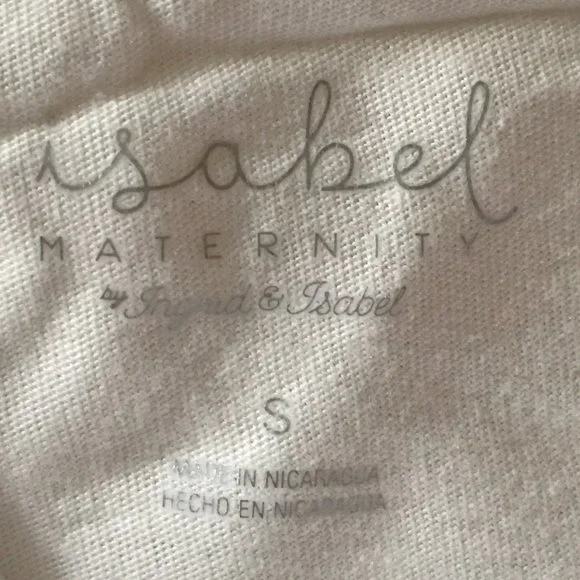 isabel
MATERNITY
by Ingrid & Isabel
S
MADE IN NICARAGUA
HECHO EN NICARAGUA